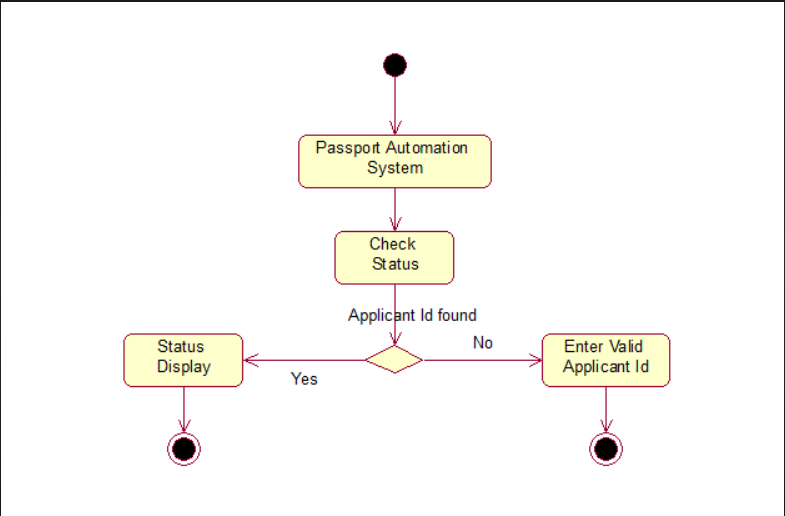 Passport Automation
System
Check
Status
Applicant Id found
Status
Display
Yes
No
Enter Valid
Applicant Id